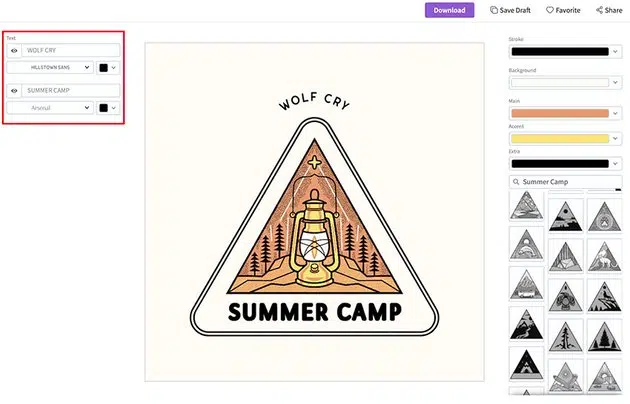 Download
Save Draft
Favorite
Share
Text
WOLF CRY
HILLSTOWN SANS
SUMMER CAMP
Arsenal
WOLF CRY
SUMMER CAMP
Stroke
Background
Main
Accent
Extra
Summer Camp